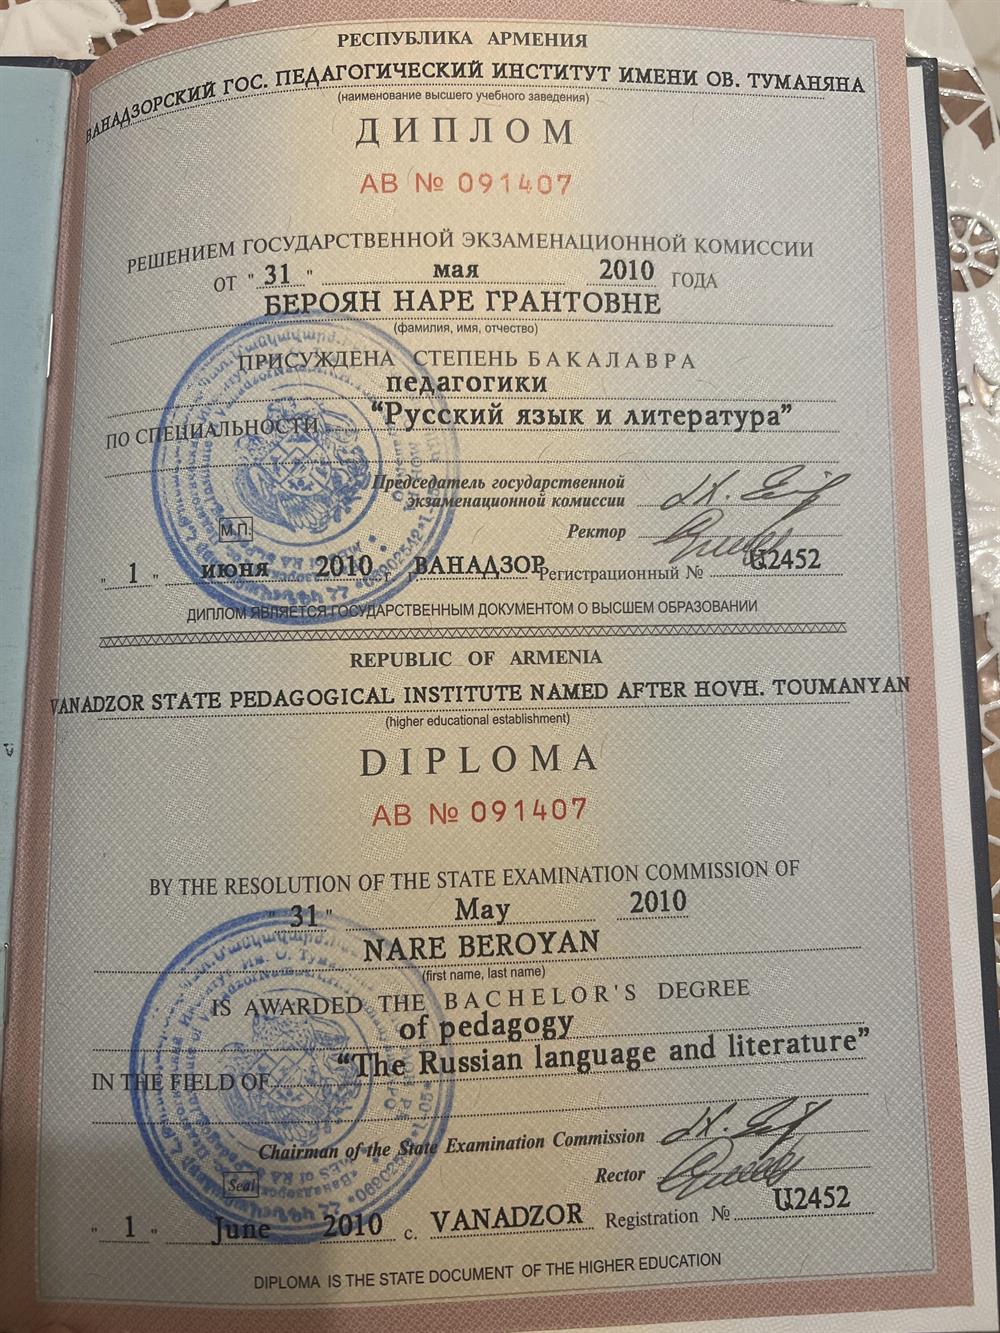 РЕСПУБЛИКА АРМЕНИЯ
ВАНАДЗОРСКИЙ ГОС. ПЕДАГОГИЧЕСКИЙ ИНСТИТУТ ИМЕНИ ОВ. ТУМАНЯНА
(наименование высшего учебного заведения)
ДИПЛОМ
АВ № 091407
РЕШЕНИЕМ ГОСУДАРСТВЕННОЙ ЭКЗАМЕНАЦИОННОЙ КОМИССИИ
ОТ "31" мая 2010 ГОДА
БЕРОЯН НАРЕ ГРАНТОВНЕ
(фамилия, имя, отчество)
ПРИСУЖДЕНА СТЕПЕНЬ БАКАЛАВРА
педагогики
ПО СПЕЦИАЛЬНОСТИ "Русский язык и литература"
Председатель государственной
экзаменационной комиссии
Ректор
М.П.
"1" июня 2010 г. г. ВАНАДЗОР Регистрационный № Ա2452
ДИПЛОМ ЯВЛЯЕТСЯ ГОСУДАРСТВЕННЫМ ДОКУМЕНТОМ О ВЫСШЕМ ОБРАЗОВАНИИ
REPUBLIC OF ARMENIA
VANADZOR STATE PEDAGOGICAL INSTITUTE NAMED AFTER HOVH. TOUMANYAN
(higher educational establishment)
DIPLOMA
АВ № 091407
BY THE RESOLUTION OF THE STATE EXAMINATION COMMISSION OF
"31" May 2010
NARE BEROYAN
(first name, last name)
IS AWARDED THE BACHELOR'S DEGREE
of pedagogy
IN THE FIELD OF "The Russian language and literature"
Chairman of the State Examination Commission
Rector
Seal
"1" June 2010 c. VANADZOR Registration № Ա2452
DIPLOMA IS THE STATE DOCUMENT OF THE HIGHER EDUCATION